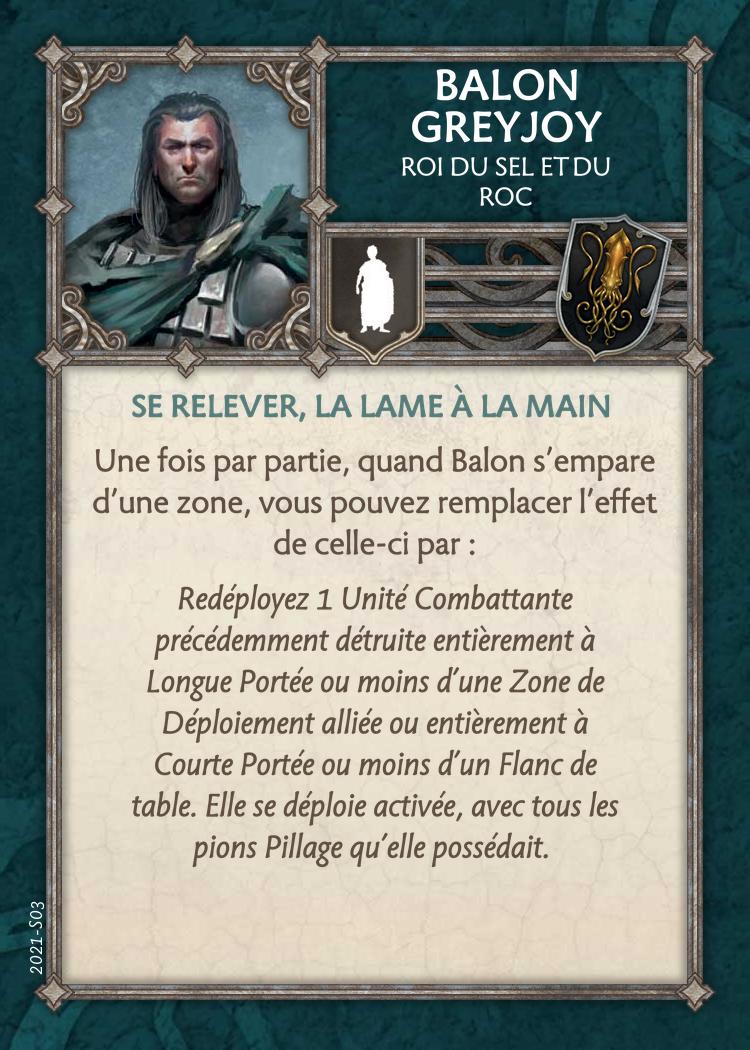 BALON
GREYJOY
ROI DU SEL ET DU
ROC
SE RELEVER, LA LAME À LA MAIN
Une fois par partie, quand Balon s’empare
d’une zone, vous pouvez remplacer l’effet
de celle-ci par :
Redéployez 1 Unité Combattante
précédemment détruite entièrement à
Longue Portée ou moins d’une Zone de
Déploiement alliée ou entièrement à
Courte Portée ou moins d’un Flanc de
table. Elle se déploie activée, avec tous les
pions Pillage qu’elle possédait.
2021-S03